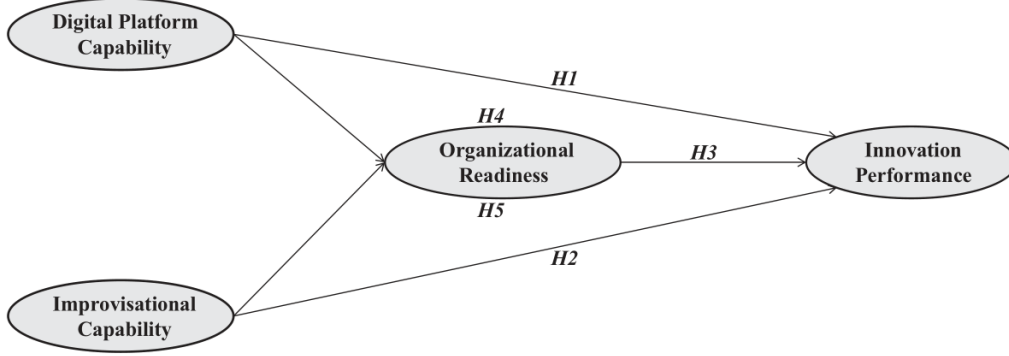 Digital Platform
Capability
H1
H4
Organizational
Readiness
H3
Innovation
Performance
H5
H2
Improvisational
Capability